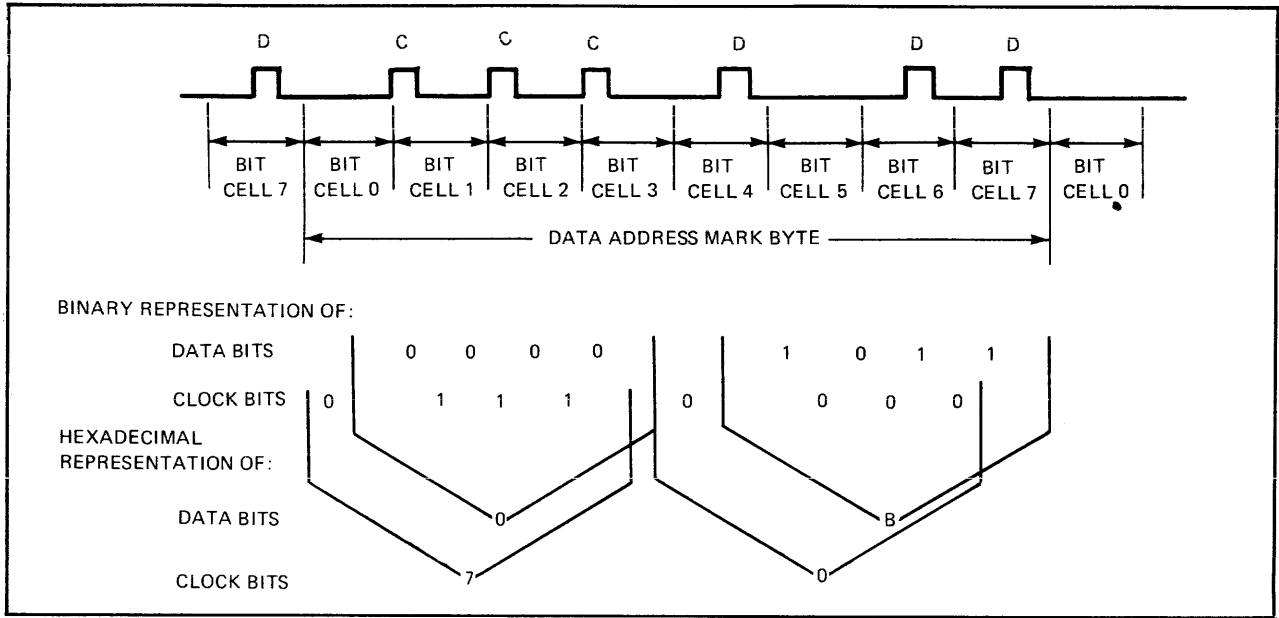 D C C C D D D
BIT CELL 7 BIT CELL 0 BIT CELL 1 BIT CELL 2 BIT CELL 3 BIT CELL 4 BIT CELL 5 BIT CELL 6 BIT CELL 7 BIT CELL 0
DATA ADDRESS MARK BYTE
BINARY REPRESENTATION OF:
DATA BITS 0 0 0 0 1 0 1 1
CLOCK BITS 0 1 1 1 0 0 0 0
HEXADECIMAL
REPRESENTATION OF:
DATA BITS 0 B
CLOCK BITS 7 0